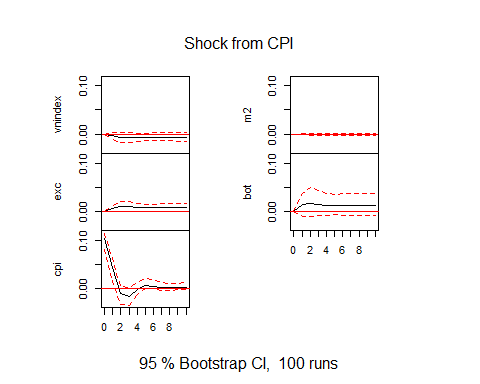 Shock from CPI
vnindex
0.00 0.10
exc
0.00 0.10
cpi
0.00 0.10
0 2 4 6 8
m2
0.00 0.10
bot
0.00 0.10
0 2 4 6 8
95 % Bootstrap CI, 100 runs